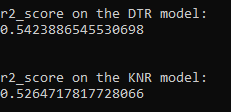 r2_score on the DTR model:
0.5423886545530698
r2_score on the KNR model:
0.5264717817728066